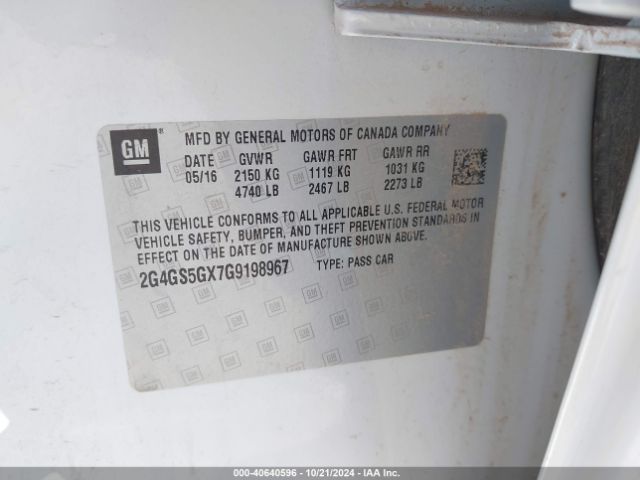 GM
®
MFD BY GENERAL MOTORS OF CANADA COMPANY
DATE GVWR GAWR FRT GAWR RR
05/16 2150 KG 1119 KG 1031 KG
4740 LB 2467 LB 2273 LB
THIS VEHICLE CONFORMS TO ALL APPLICABLE U.S. FEDERAL MOTOR
VEHICLE SAFETY, BUMPER, AND THEFT PREVENTION STANDARDS IN
EFFECT ON THE DATE OF MANUFACTURE SHOWN ABOVE.
2G4GS5GX7G9198967 TYPE: PASS CAR
000-40640596 - 10/21/2024 - IAA Inc.